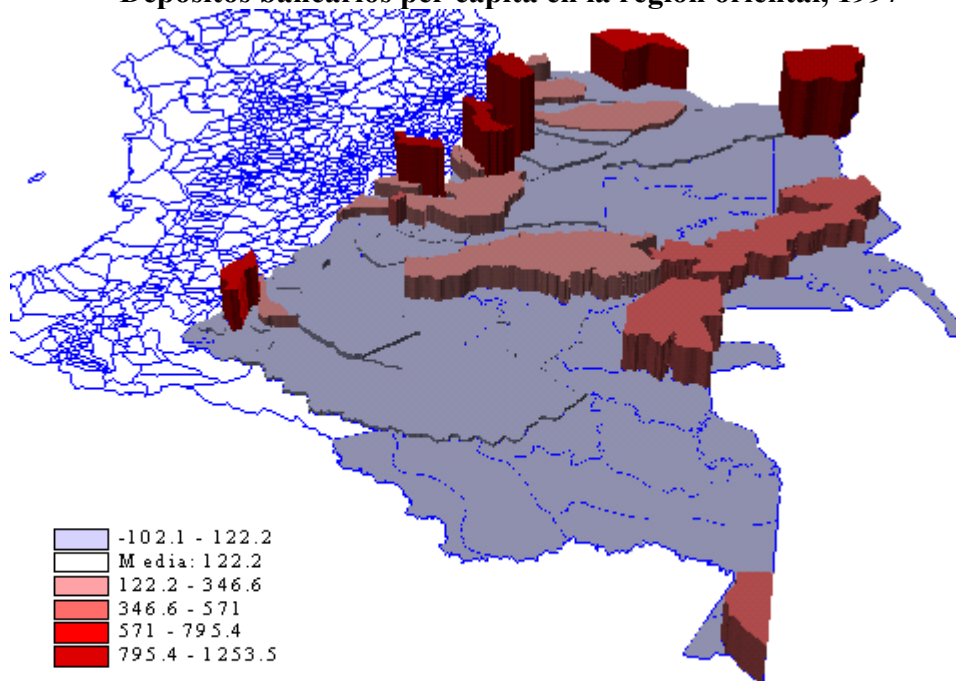 Depósitos bancarios per cápita en la región oriental, 1997
-102.1 - 122.2
Media: 122.2
122.2 - 346.6
346.6 - 571
571 - 795.4
795.4 - 1253.5